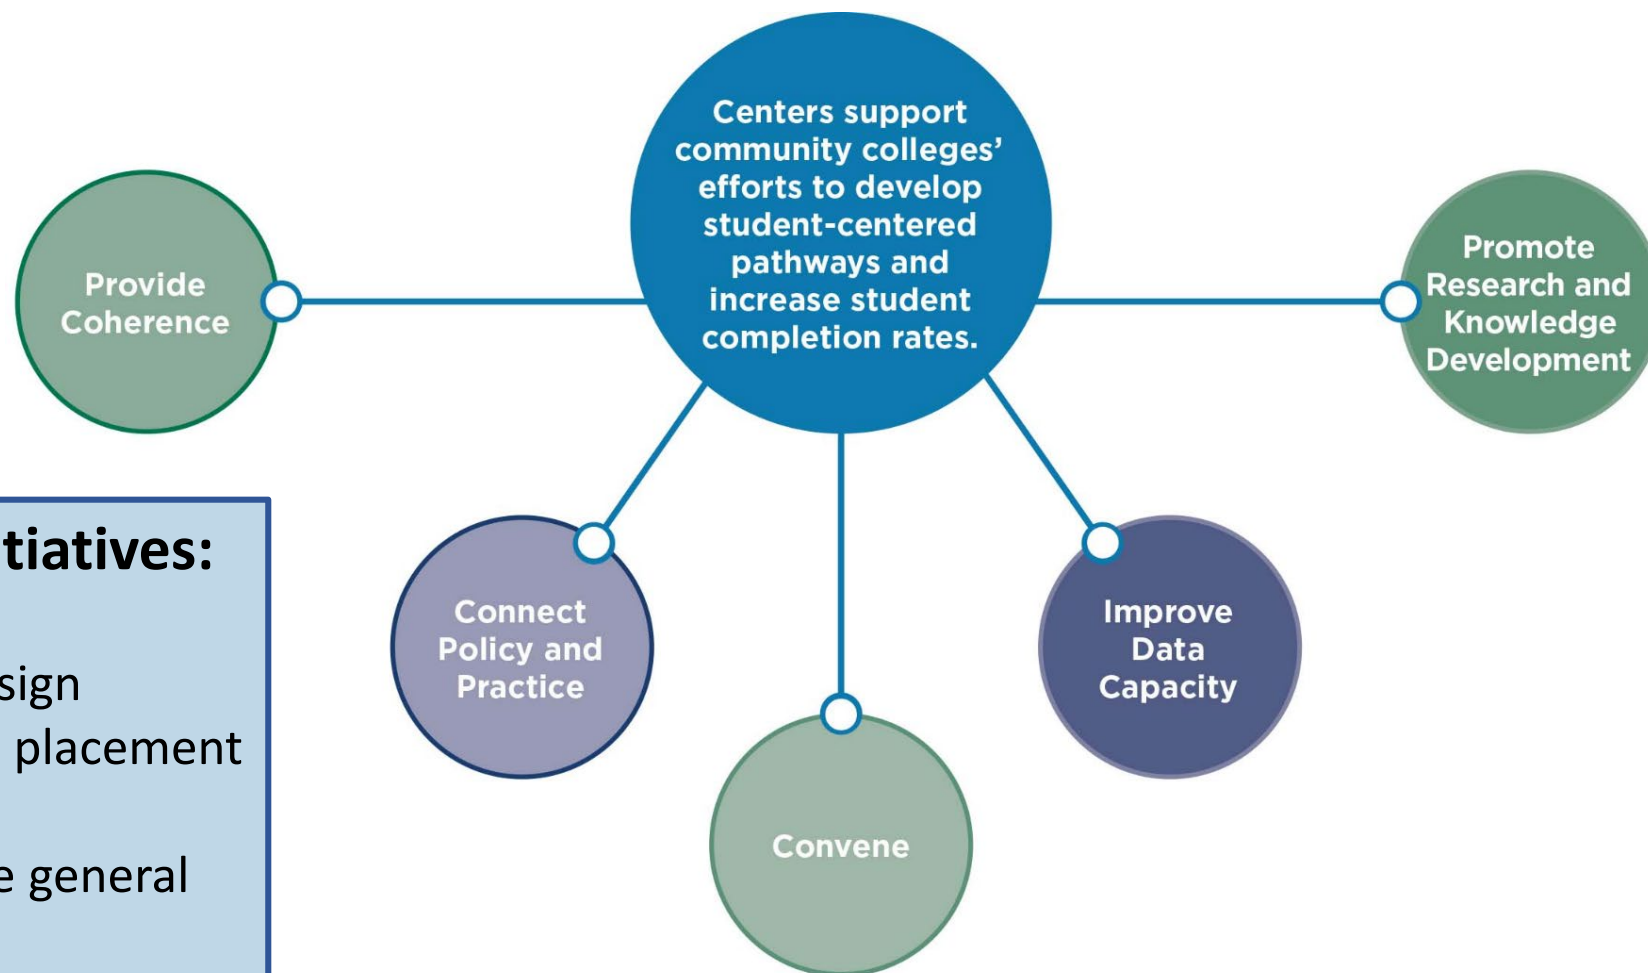 Centers support
community colleges’
efforts to develop
student-centered
pathways and
increase student
completion rates.
Provide
Coherence
Promote
Research and
Knowledge
Development
Connect
Policy and
Practice
Improve
Data
Capacity
Convene
tiatives:
sign
placement
e general